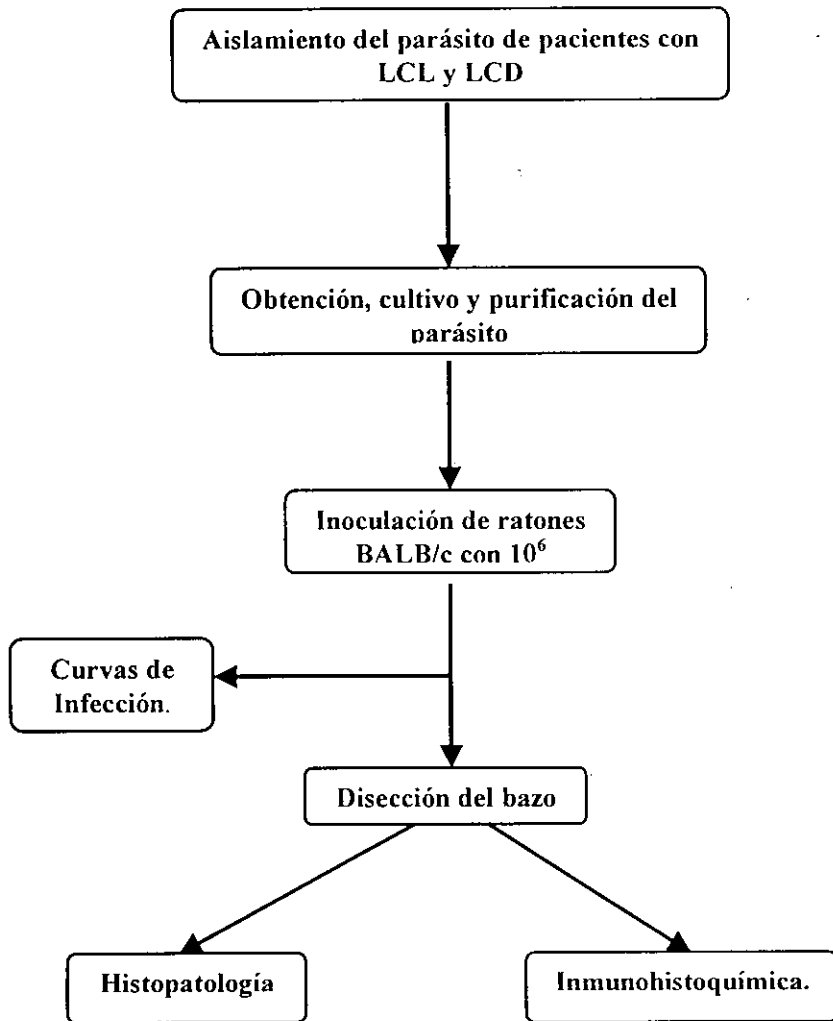 Aislamiento del parásito de pacientes con
LCL y LCD
Obtención, cultivo y purificación del
parásito
Inoculación de ratones
BALB/c con 10⁶
Curvas de
Infección.
Disección del bazo
Histopatología
Inmunohistoquímica.